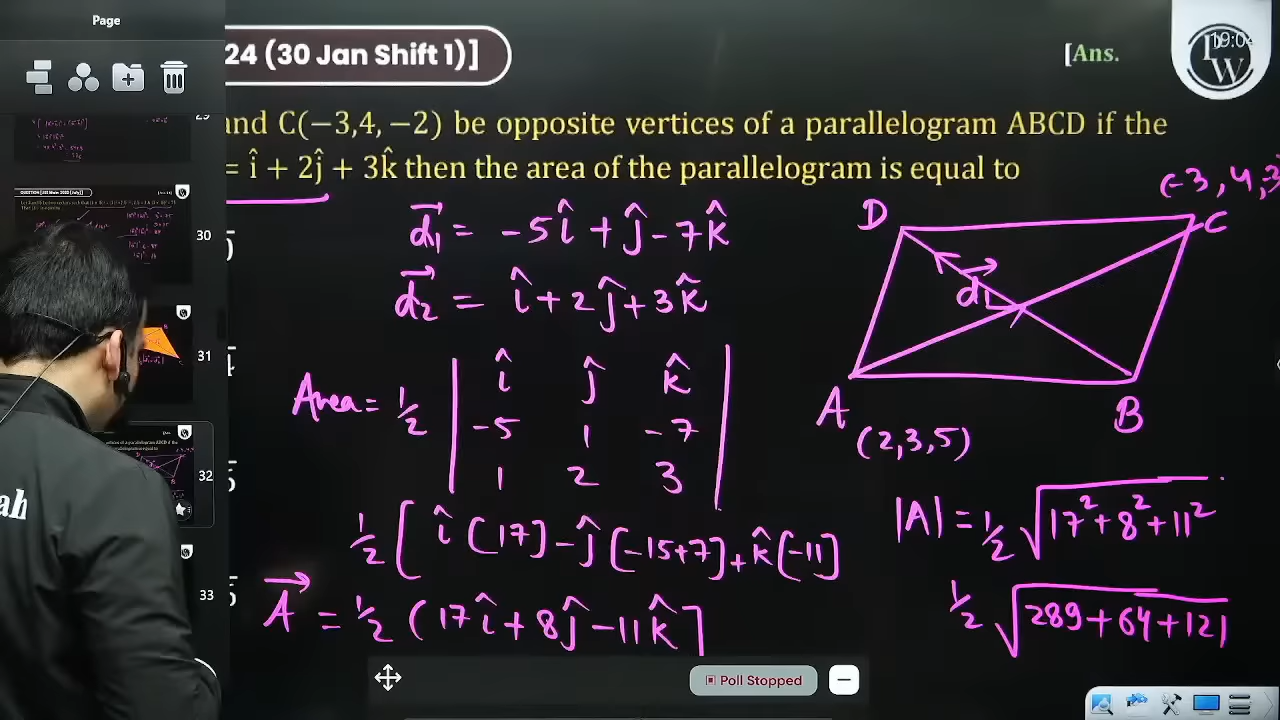 Page
24 (30 Jan Shift 1)]
[Ans.
19:04
and C(−3,4, −2) be opposite vertices of a parallelogram ABCD if the
= î + 2ĵ + 3k̂ then the area of the parallelogram is equal to
(-3, 4, -2
d₁⃗ = -5î + ĵ - 7k̂
d₂⃗ = î + 2ĵ + 3k̂
D
C
d₁⃗
A
(2,3,5)
B
Area = ½ | î ĵ k̂
-5 1 -7
1 2 3 |
½ [ î (17] - ĵ [-15+7] + k̂ [-11]
A⃗ = ½ (17î + 8ĵ - 11k̂]
|A| = ½ √17² + 8² + 11²
½ √289 + 64 + 121
30
31
32
33
ah
Poll Stopped